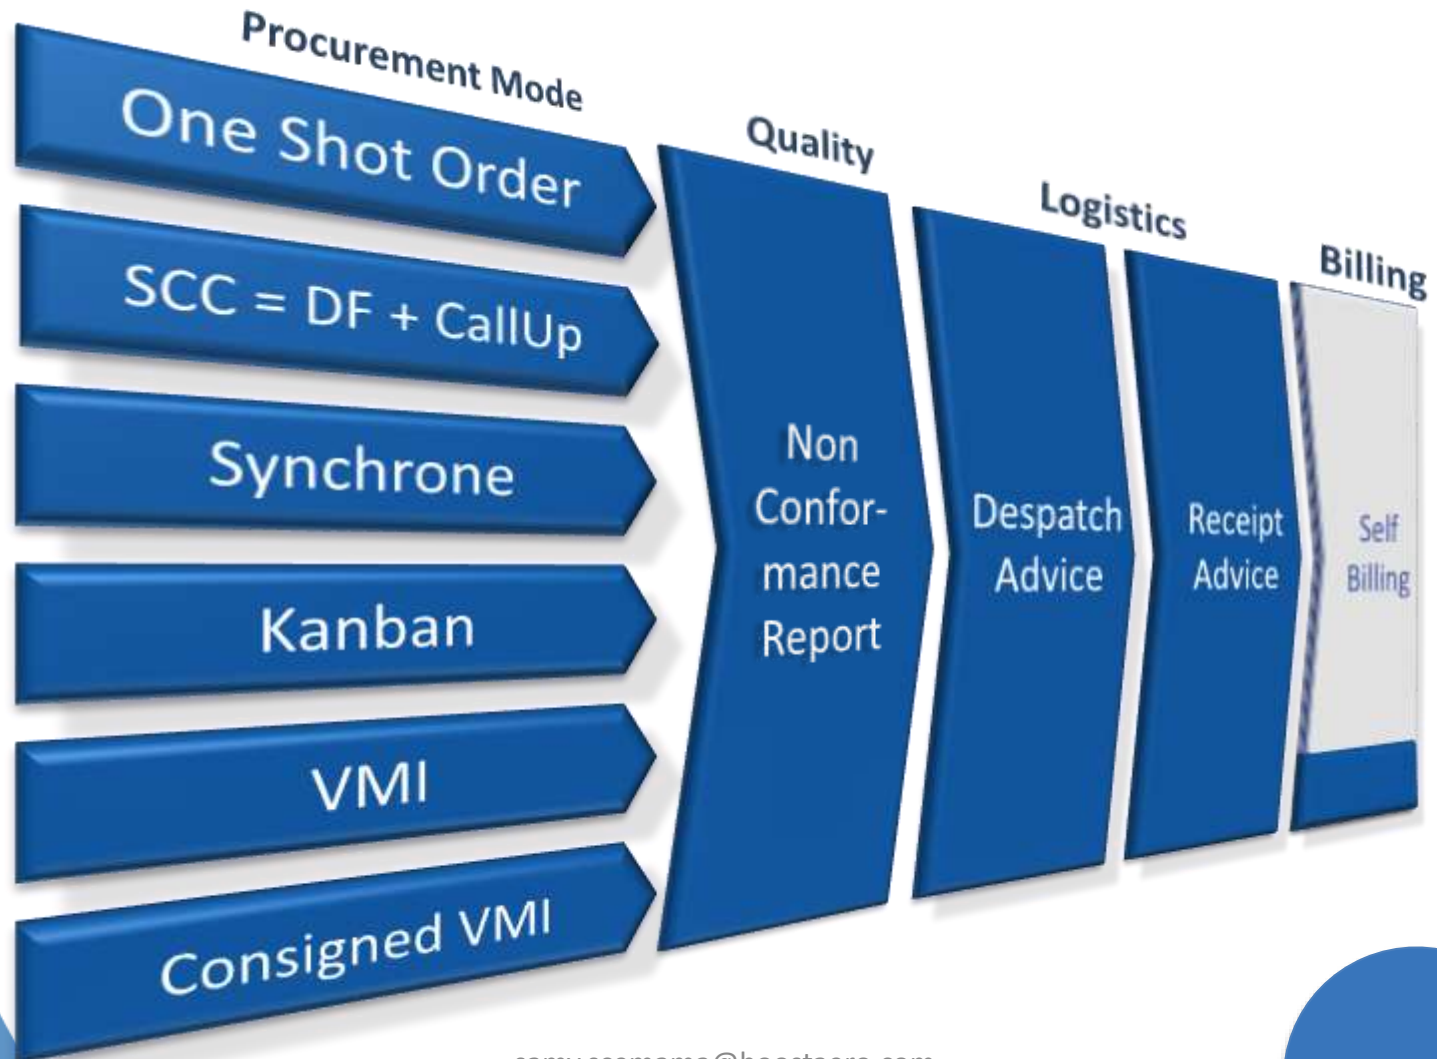 Procurement Mode
One Shot Order
SCC = DF + CallUp
Synchrone
Kanban
VMI
Consigned VMI
Quality
Non
Confor-
mance
Report
Logistics
Despatch
Advice
Receipt
Advice
Billing
Self
Billing